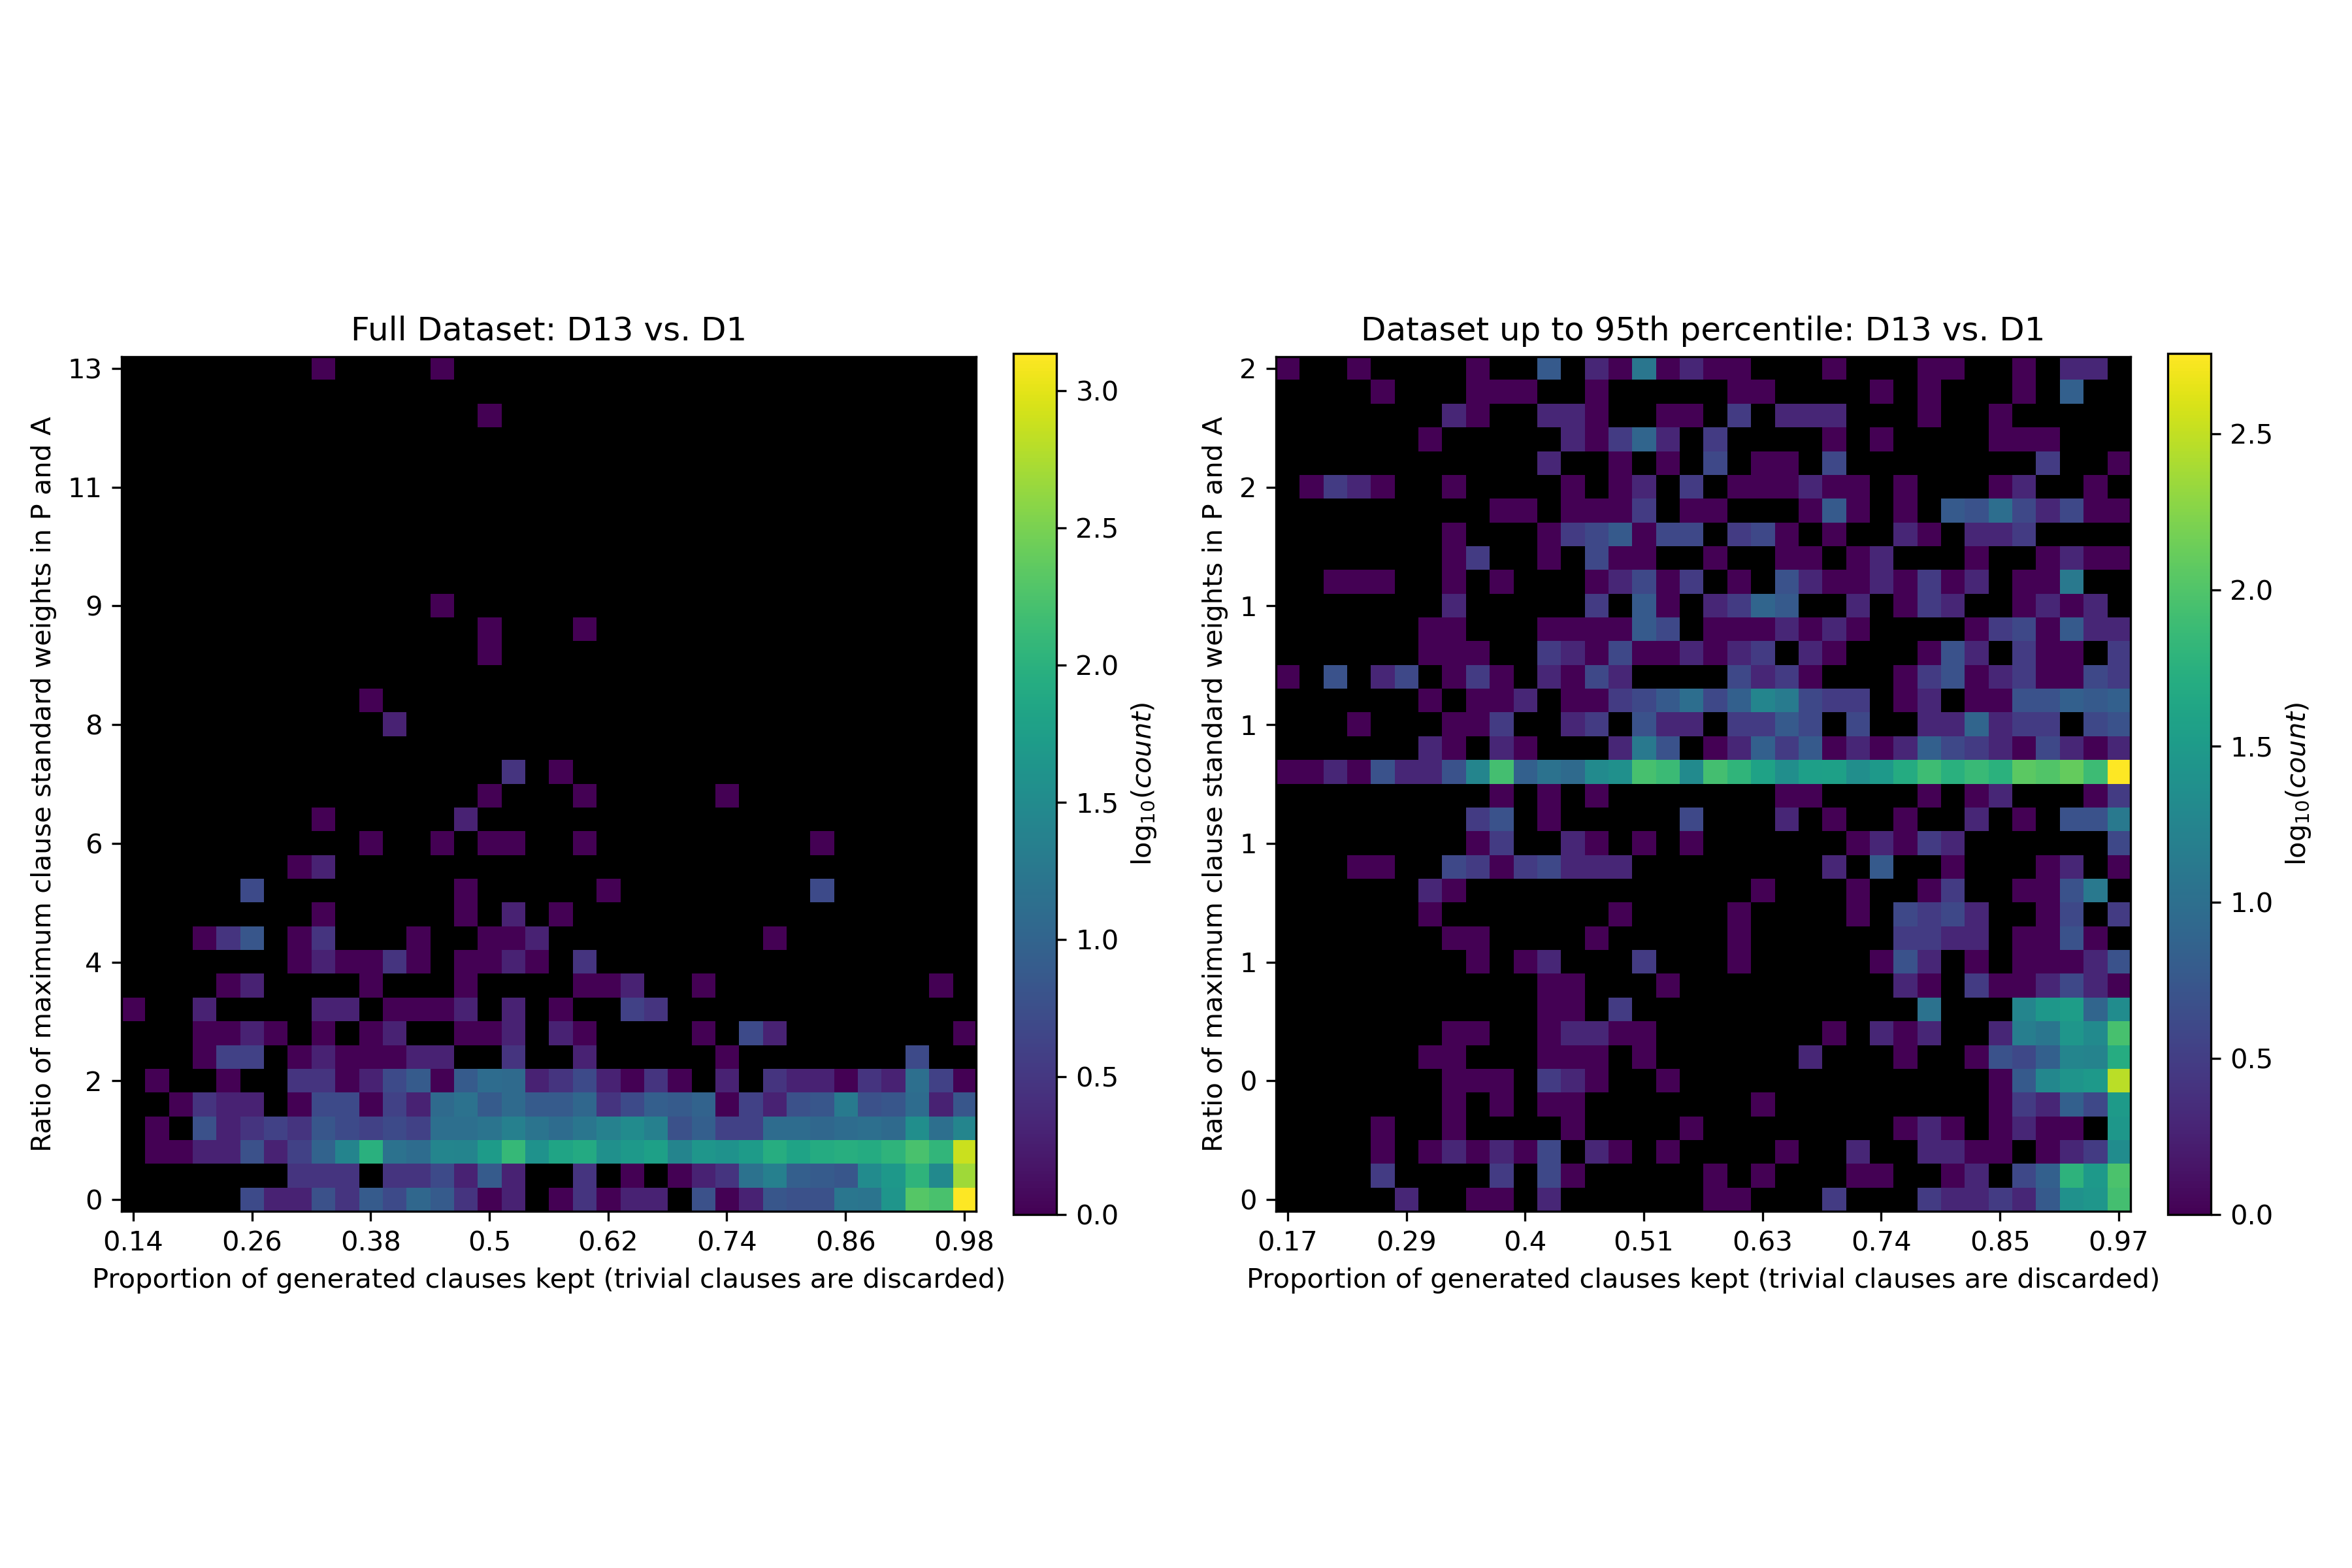 Full Dataset: D13 vs. D1
Ratio of maximum clause standard weights in P and A
13
11
9
8
6
4
2
0
0.14 0.26 0.38 0.5 0.62 0.74 0.86 0.98
Proportion of generated clauses kept (trivial clauses are discarded)
3.0
2.5
2.0
1.5
1.0
0.5
0.0
log₁₀(count)
Dataset up to 95th percentile: D13 vs. D1
Ratio of maximum clause standard weights in P and A
2
2
1
1
1
1
0
0
0.17 0.29 0.4 0.51 0.63 0.74 0.85 0.97
Proportion of generated clauses kept (trivial clauses are discarded)
2.5
2.0
1.5
1.0
0.5
0.0
log₁₀(count)